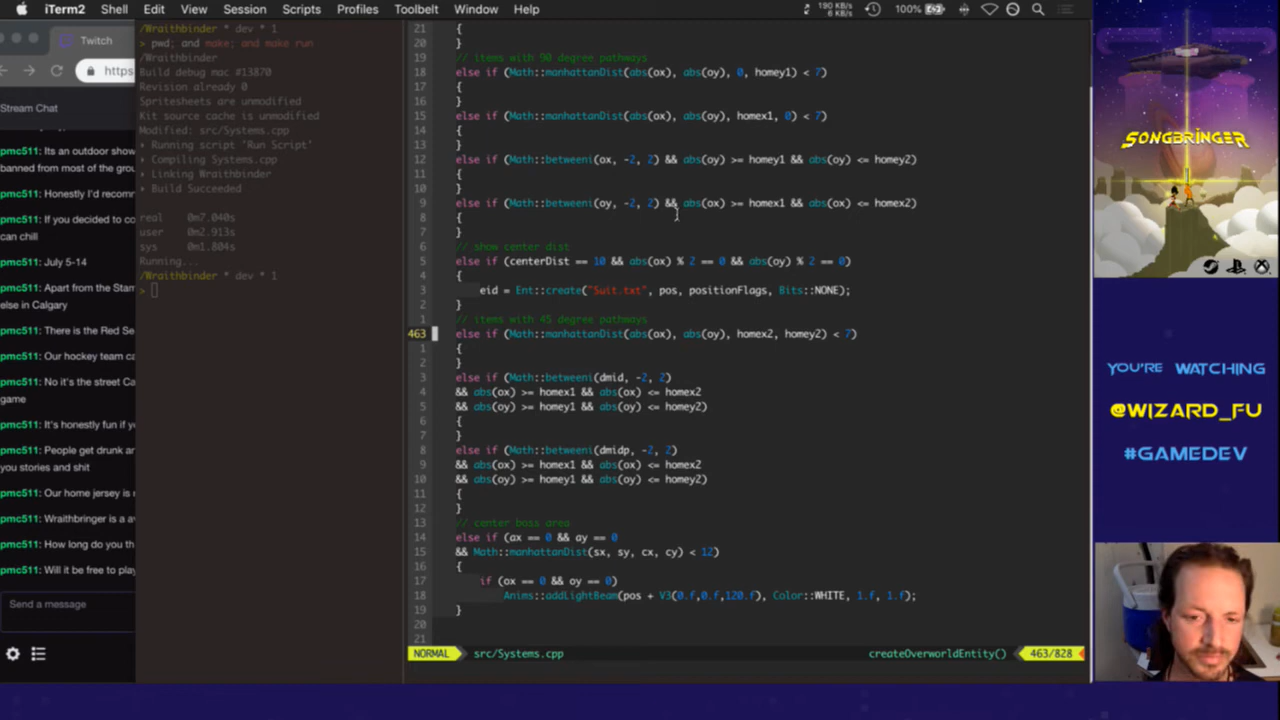 iTerm2 Shell Edit View Session Scripts Profiles Toolbelt Window Help
190 KB/s
6 KB/s
100%
Twitch
https
Stream Chat
pmc511: Its an outdoor show
banned from most of the grou
pmc511: Honestly I'd recomm
pmc511: If you decided to co
can chill
pmc511: July 5-14
pmc511: Apart from the Stam
else in Calgary
pmc511: There is the Red Se
pmc511: Our hockey team ca
pmc511: No it's the street Ca
game
pmc511: It's honestly fun if yo
pmc511: People get drunk an
you stories and shit
pmc511: Our home jersey is r
pmc511: Wraithbringer is a av
pmc511: How long do you th
pmc511: Will it be free to play
Send a message
/Wraithbinder * dev * 1
> pwd; and make; and make run
/Wraithbinder
Build debug mac #13870
Revision already 0
Spritesheets are unmodified
Kit source cache is unmodified
Modified: src/Systems.cpp
▸ Running script 'Run Script'
▸ Compiling Systems.cpp
▸ Linking Wraithbinder
▸ Build Succeeded
real 0m7.040s
user 0m2.913s
sys 0m1.804s
Running...
/Wraithbinder * dev * 1
>
21 {
20 }
19 // items with 90 degree pathways
18 else if (Math::manhattanDist(abs(ox), abs(oy), 0, homey1) < 7)
17 {
16 }
15 else if (Math::manhattanDist(abs(ox), abs(oy), homex1, 0) < 7)
14 {
13 }
12 else if (Math::betweeni(ox, -2, 2) && abs(oy) >= homey1 && abs(oy) <= homey2)
11 {
10 }
9 else if (Math::betweeni(oy, -2, 2) && abs(ox) >= homex1 && abs(ox) <= homex2)
8 {
7 }
6 // show center dist
5 else if (centerDist == 10 && abs(ox) % 2 == 0 && abs(oy) % 2 == 0)
4 {
3 eid = Ent::create("Suit.txt", pos, positionFlags, Bits::NONE);
2 }
1 // items with 45 degree pathways
463 else if (Math::manhattanDist(abs(ox), abs(oy), homex2, homey2) < 7)
1 {
2 }
3 else if (Math::betweeni(dmid, -2, 2)
4 && abs(ox) >= homex1 && abs(ox) <= homex2
5 && abs(oy) >= homey1 && abs(oy) <= homey2)
6 {
7 }
8 else if (Math::betweeni(dmidp, -2, 2)
9 && abs(ox) >= homex1 && abs(ox) <= homex2
10 && abs(oy) >= homey1 && abs(oy) <= homey2)
11 {
12 }
13 // center boss area
14 else if (ax == 0 && ay == 0
15 && Math::manhattanDist(sx, sy, cx, cy) < 12)
16 {
17 if (ox == 0 && oy == 0)
18 Anims::addLightBeam(pos + V3(0.f,0.f,120.f), Color::WHITE, 1.f, 1.f);
19 }
20
21
NORMAL src/Systems.cpp createOverworldEntity() 463/828
SONGBRINGER
YOU'RE WATCHING
@WIZARD_FU
#GAMEDEV